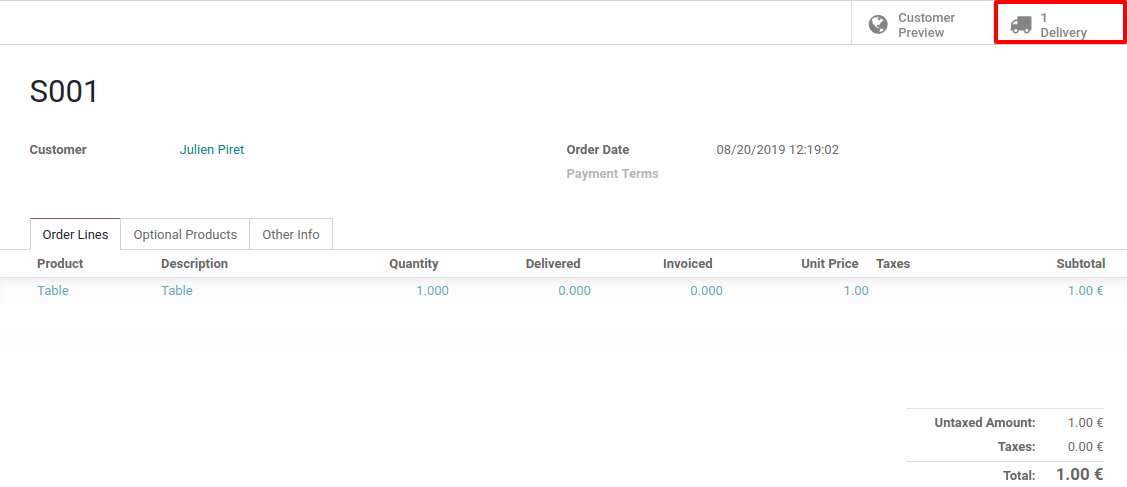 Customer Preview
1 Delivery
S001
Customer Julien Piret Order Date 08/20/2019 12:19:02
Payment Terms
Order Lines Optional Products Other Info
Product Description Quantity Delivered Invoiced Unit Price Taxes Subtotal
Table Table 1.000 0.000 0.000 1.00 1.00 €
Untaxed Amount: 1.00 €
Taxes: 0.00 €
Total: 1.00 €